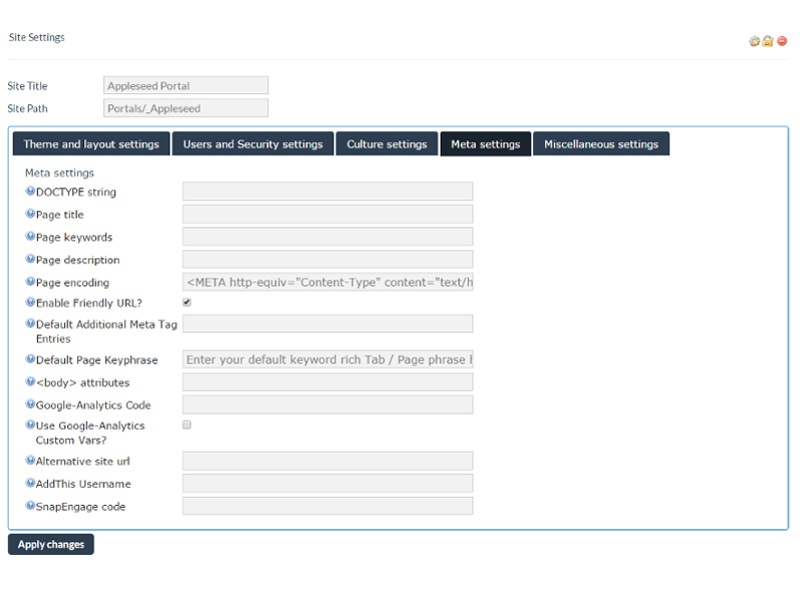 Site Settings
Site Title
Appleseed Portal
Site Path
Portals/_Appleseed
Theme and layout settings
Users and Security settings
Culture settings
Meta settings
Miscellaneous settings
Meta settings
DOCTYPE string
Page title
Page keywords
Page description
Page encoding
<META http-equiv="Content-Type" content="text/h
Enable Friendly URL?
Default Additional Meta Tag
Entries
Default Page Keyphrase
Enter your default keyword rich Tab / Page phrase
<body> attributes
Google-Analytics Code
Use Google-Analytics
Custom Vars?
Alternative site url
AddThis Username
SnapEngage code
Apply changes